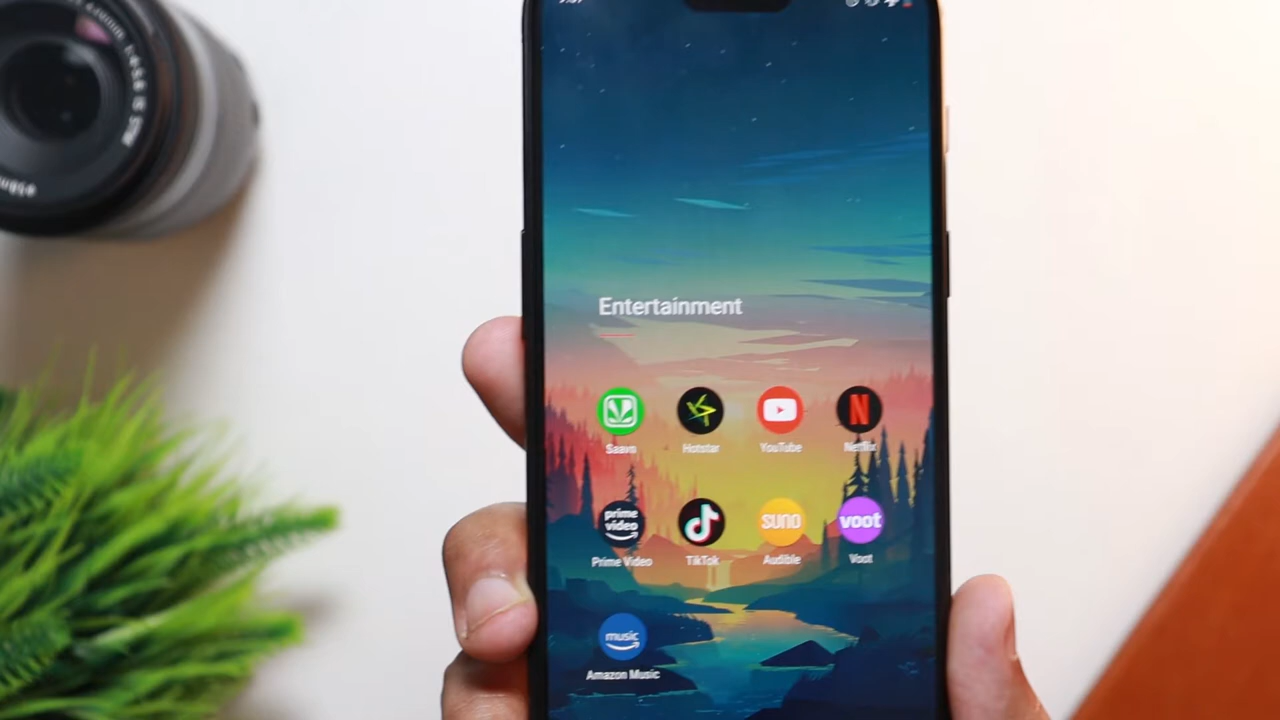 Entertainment
Saavn
Hotstar
YouTube
N
Netflix
prime
video
Prime Video
TikTok
suno
Audible
voot
Voot
music
Amazon Music